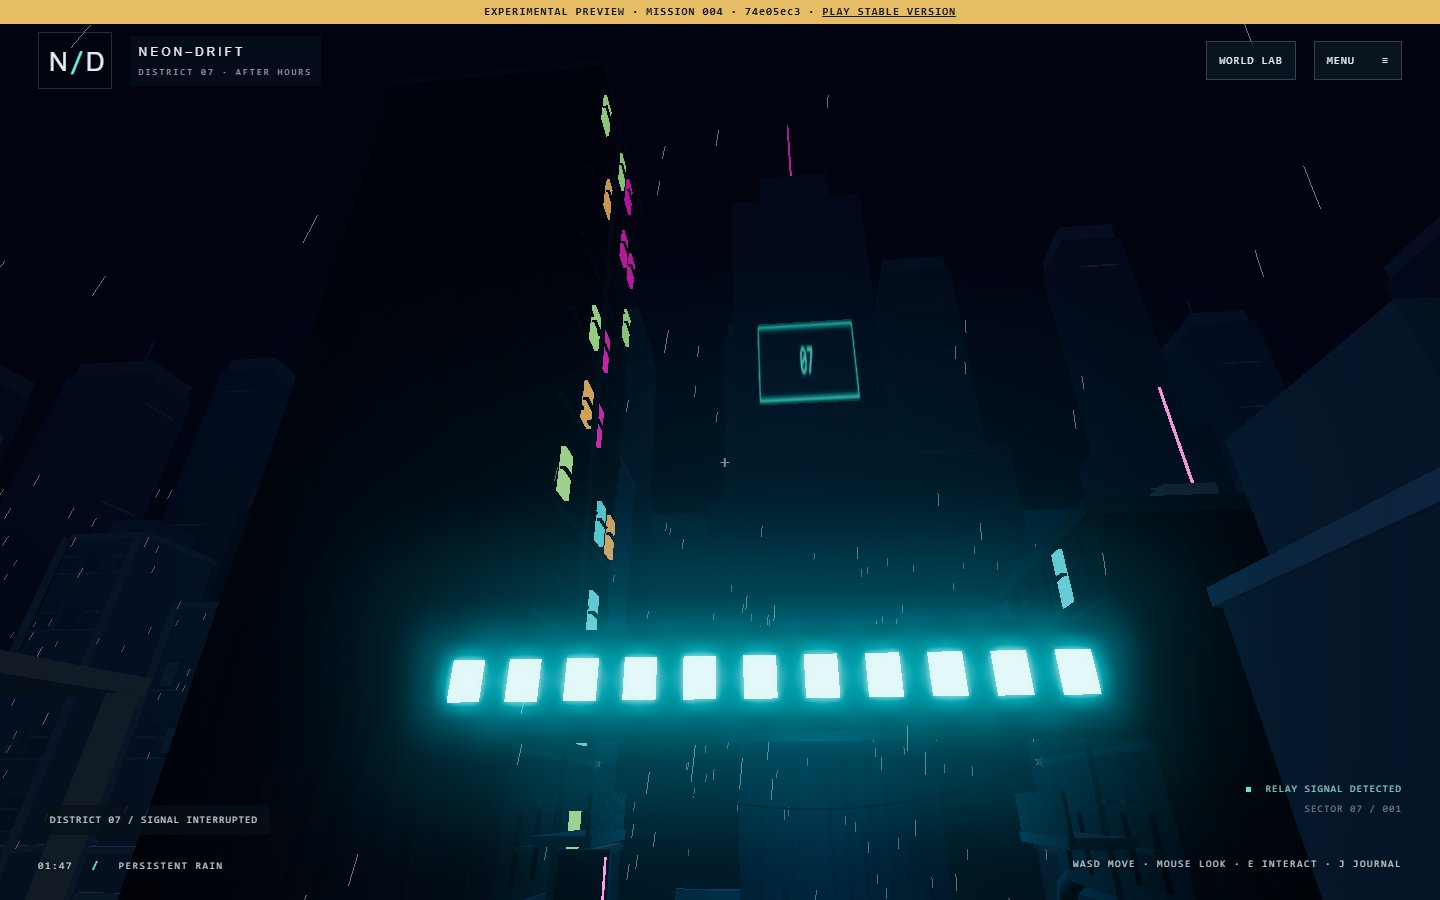 EXPERIMENTAL PREVIEW · MISSION 004 · 74e05ec3 · PLAY STABLE VERSION
N/D
NEON—DRIFT
DISTRICT 07 · AFTER HOURS
WORLD LAB
MENU ≡
07
RELAY SIGNAL DETECTED
SECTOR 07 / 001
DISTRICT 07 / SIGNAL INTERRUPTED
01:47 / PERSISTENT RAIN
WASD MOVE · MOUSE LOOK · E INTERACT · J JOURNAL